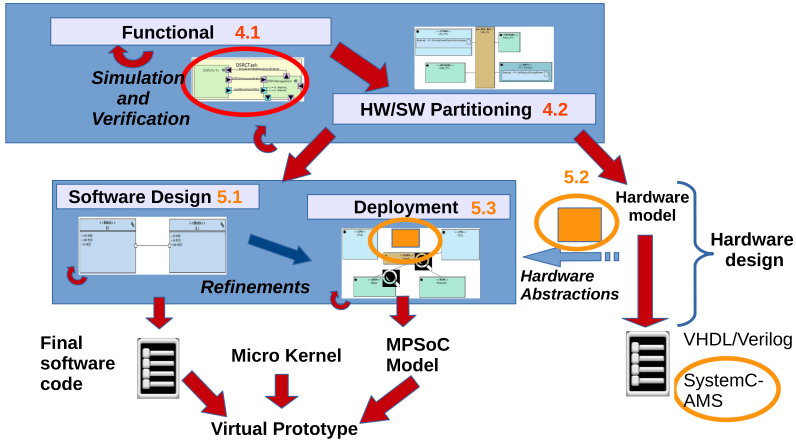 Functional 4.1
DSRCTask
Simulation
and
Verification
HW/SW Partitioning 4.2
Software Design 5.1
Deployment 5.3
5.2
Hardware
model
Hardware
design
Refinements
Hardware
Abstractions
Final
software
code
Micro Kernel
MPSoC
Model
VHDL/Verilog
SystemC-
AMS
Virtual Prototype